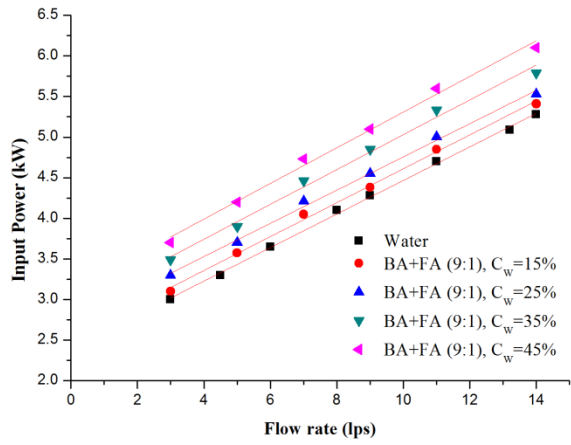 6.5
6.0
5.5
5.0
4.5
4.0
3.5
3.0
2.5
2.0
Input Power (kW)
Water
BA+FA (9:1), C_w=15%
BA+FA (9:1), C_w=25%
BA+FA (9:1), C_w=35%
BA+FA (9:1), C_w=45%
0 2 4 6 8 10 12 14
Flow rate (lps)